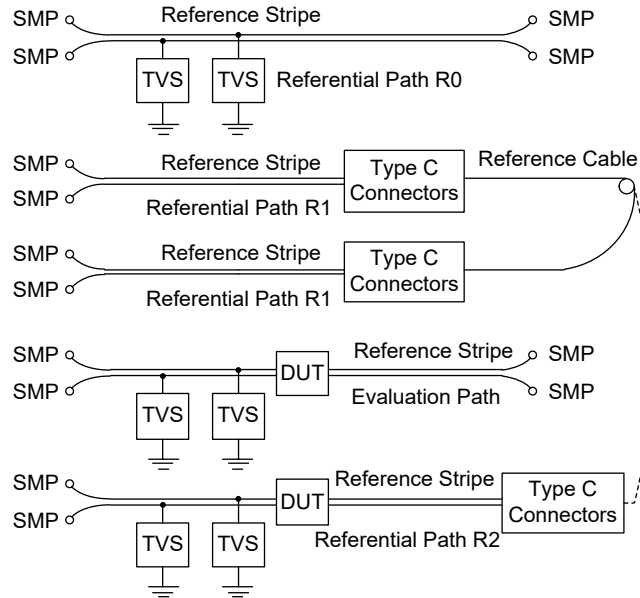 SMP Reference Stripe SMP
SMP SMP
TVS TVS Referential Path R0
SMP Reference Stripe Type C Connectors Reference Cable
SMP Referential Path R1
SMP Reference Stripe Type C Connectors
SMP Referential Path R1
SMP DUT Reference Stripe SMP
SMP Evaluation Path SMP
TVS TVS
SMP DUT Reference Stripe Type C Connectors
SMP Referential Path R2
TVS TVS